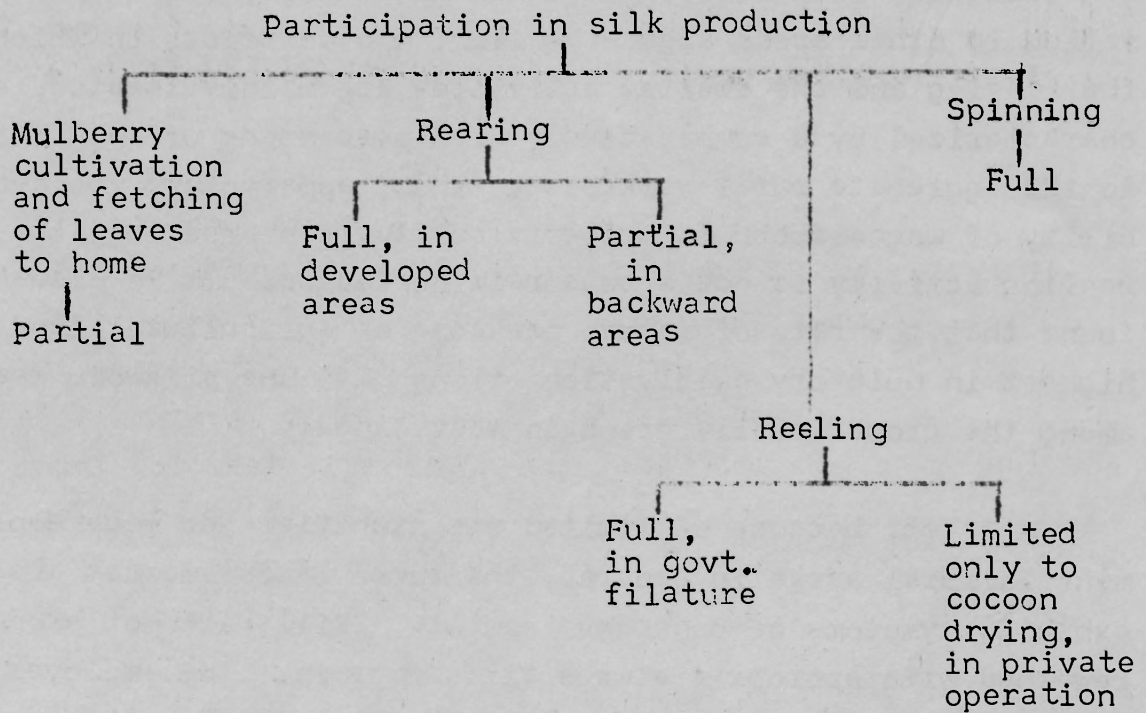 Participation in silk production
Mulberry
cultivation
and fetching
of leaves
to home
Partial
Rearing
Full, in
developed
areas
Partial,
in
backward
areas
Spinning
Full
Reeling
Full,
in govt.
filature
Limited
only to
cocoon
drying,
in private
operation